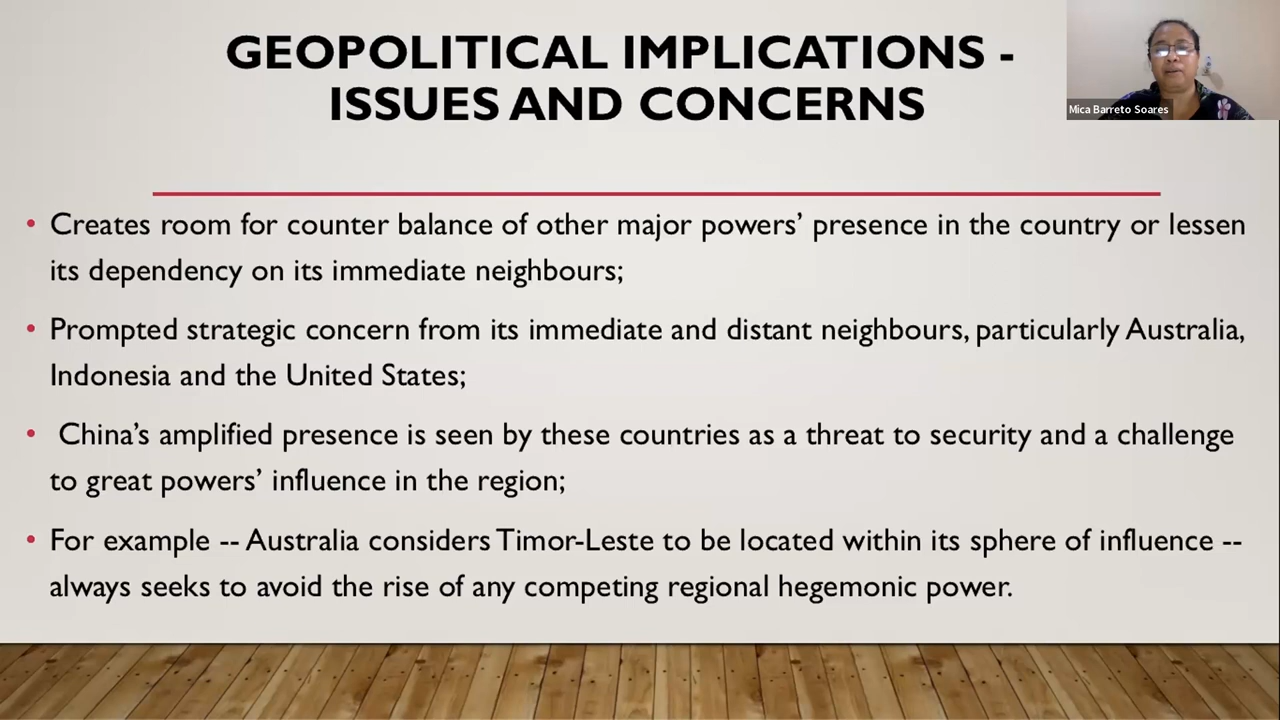 GEOPOLITICAL IMPLICATIONS -
ISSUES AND CONCERNS
Mica Barreto Soares
• Creates room for counter balance of other major powers’ presence in the country or lessen
its dependency on its immediate neighbours;
• Prompted strategic concern from its immediate and distant neighbours, particularly Australia,
Indonesia and the United States;
• China’s amplified presence is seen by these countries as a threat to security and a challenge
to great powers’ influence in the region;
• For example -- Australia considers Timor-Leste to be located within its sphere of influence --
always seeks to avoid the rise of any competing regional hegemonic power.